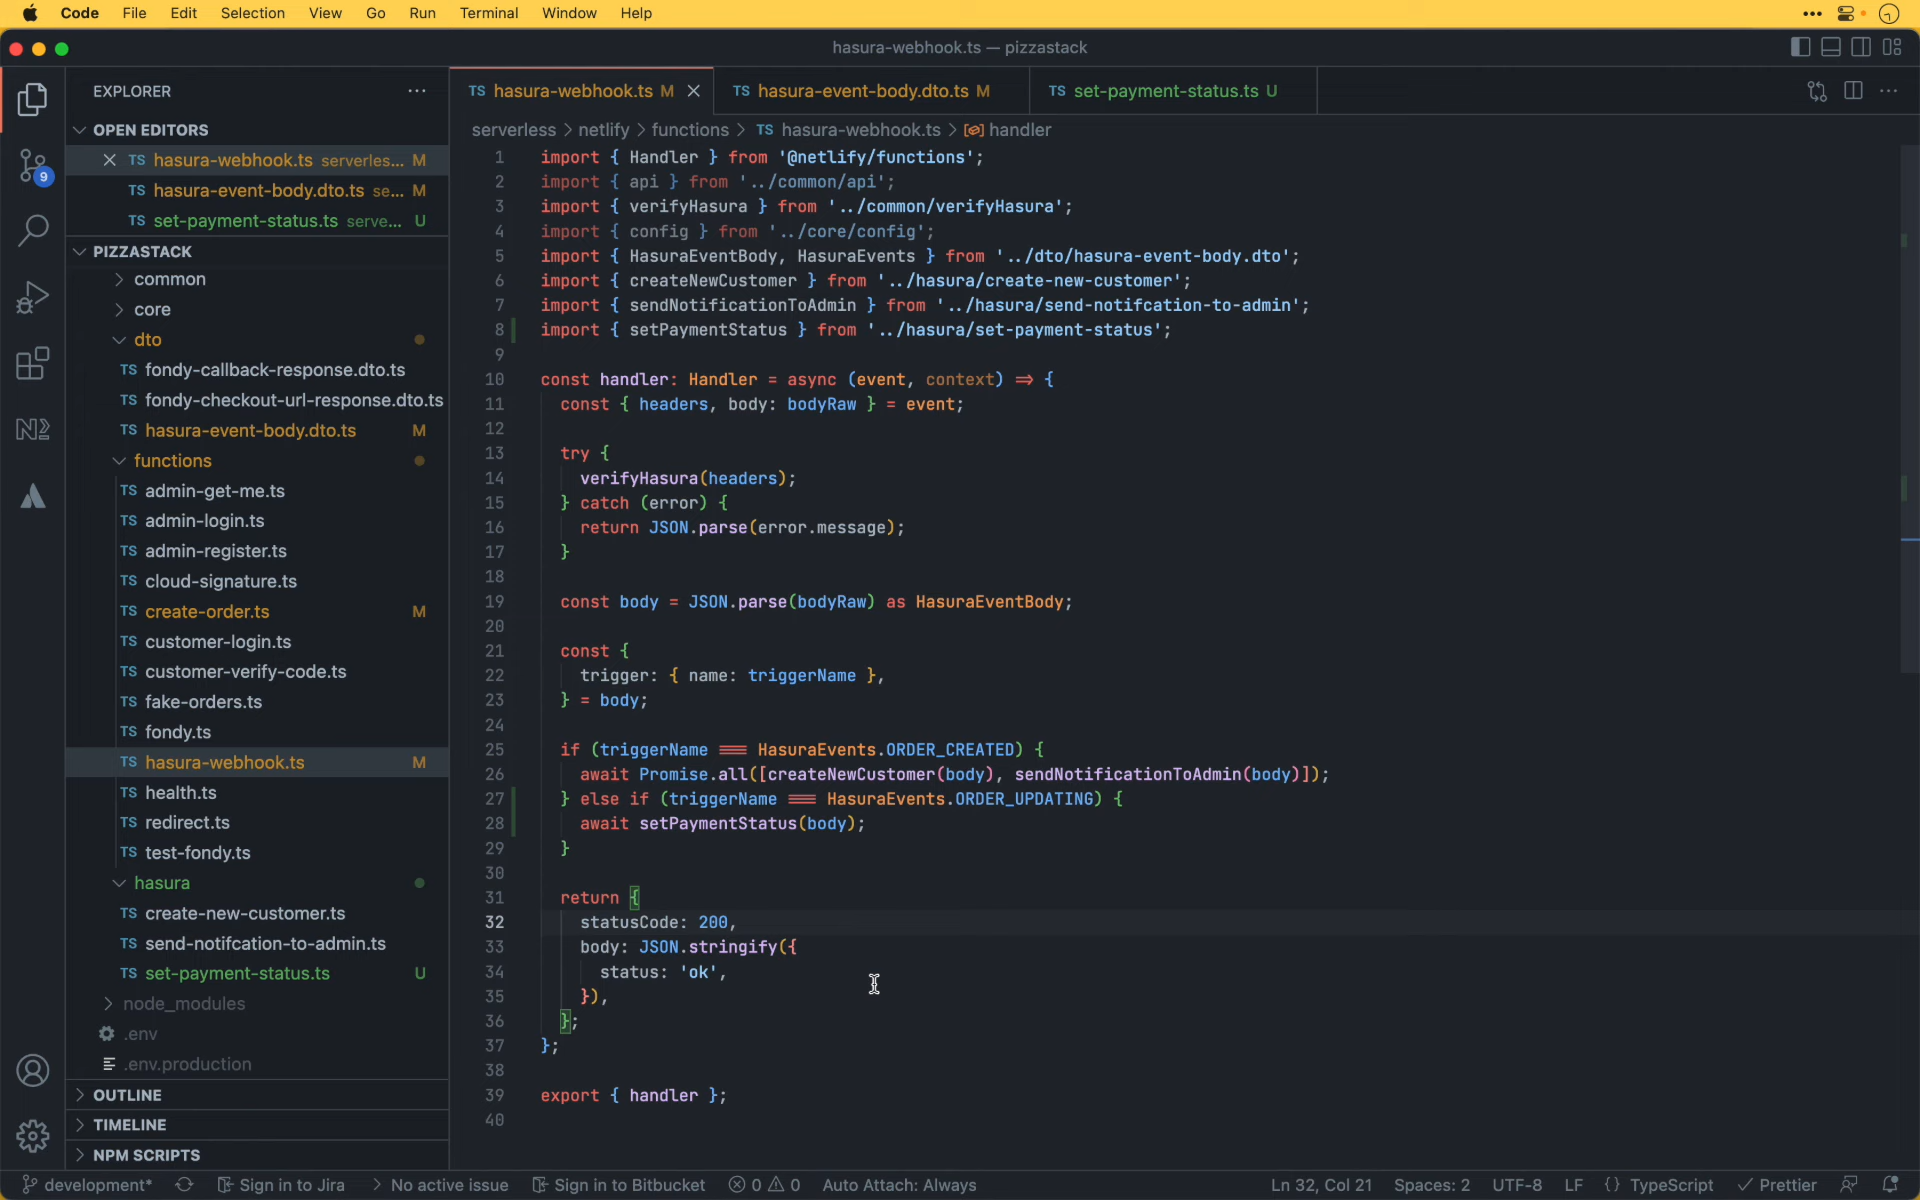 Code File Edit Selection View Go Run Terminal Window Help
hasura-webhook.ts — pizzastack
EXPLORER
OPEN EDITORS
TS hasura-webhook.ts serverles... M
TS hasura-event-body.dto.ts se... M
TS set-payment-status.ts serve... U
PIZZASTACK
common
core
dto
TS fondy-callback-response.dto.ts
TS fondy-checkout-url-response.dto.ts
TS hasura-event-body.dto.ts M
functions
TS admin-get-me.ts
TS admin-login.ts
TS admin-register.ts
TS cloud-signature.ts
TS create-order.ts M
TS customer-login.ts
TS customer-verify-code.ts
TS fake-orders.ts
TS fondy.ts
TS hasura-webhook.ts M
TS health.ts
TS redirect.ts
TS test-fondy.ts
hasura
TS create-new-customer.ts
TS send-notifcation-to-admin.ts
TS set-payment-status.ts U
node_modules
.env
.env.production
OUTLINE
TIMELINE
NPM SCRIPTS
9
TS hasura-webhook.ts M TS hasura-event-body.dto.ts M TS set-payment-status.ts U
serverless > netlify > functions > TS hasura-webhook.ts > handler
1 import { Handler } from '@netlify/functions';
2 import { api } from '../common/api';
3 import { verifyHasura } from '../common/verifyHasura';
4 import { config } from '../core/config';
5 import { HasuraEventBody, HasuraEvents } from '../dto/hasura-event-body.dto';
6 import { createNewCustomer } from '../hasura/create-new-customer';
7 import { sendNotificationToAdmin } from '../hasura/send-notifcation-to-admin';
8 import { setPaymentStatus } from '../hasura/set-payment-status';
9
10 const handler: Handler = async (event, context) => {
11 const { headers, body: bodyRaw } = event;
12
13 try {
14 verifyHasura(headers);
15 } catch (error) {
16 return JSON.parse(error.message);
17 }
18
19 const body = JSON.parse(bodyRaw) as HasuraEventBody;
20
21 const {
22 trigger: { name: triggerName },
23 } = body;
24
25 if (triggerName === HasuraEvents.ORDER_CREATED) {
26 await Promise.all([createNewCustomer(body), sendNotificationToAdmin(body)]);
27 } else if (triggerName === HasuraEvents.ORDER_UPDATING) {
28 await setPaymentStatus(body);
29 }
30
31 return {
32 statusCode: 200,
33 body: JSON.stringify({
34 status: 'ok',
35 }),
36 };
37 };
38
39 export { handler };
40
development* Sign in to Jira No active issue Sign in to Bitbucket 0 0 Auto Attach: Always Ln 32, Col 21 Spaces: 2 UTF-8 LF {} TypeScript Prettier